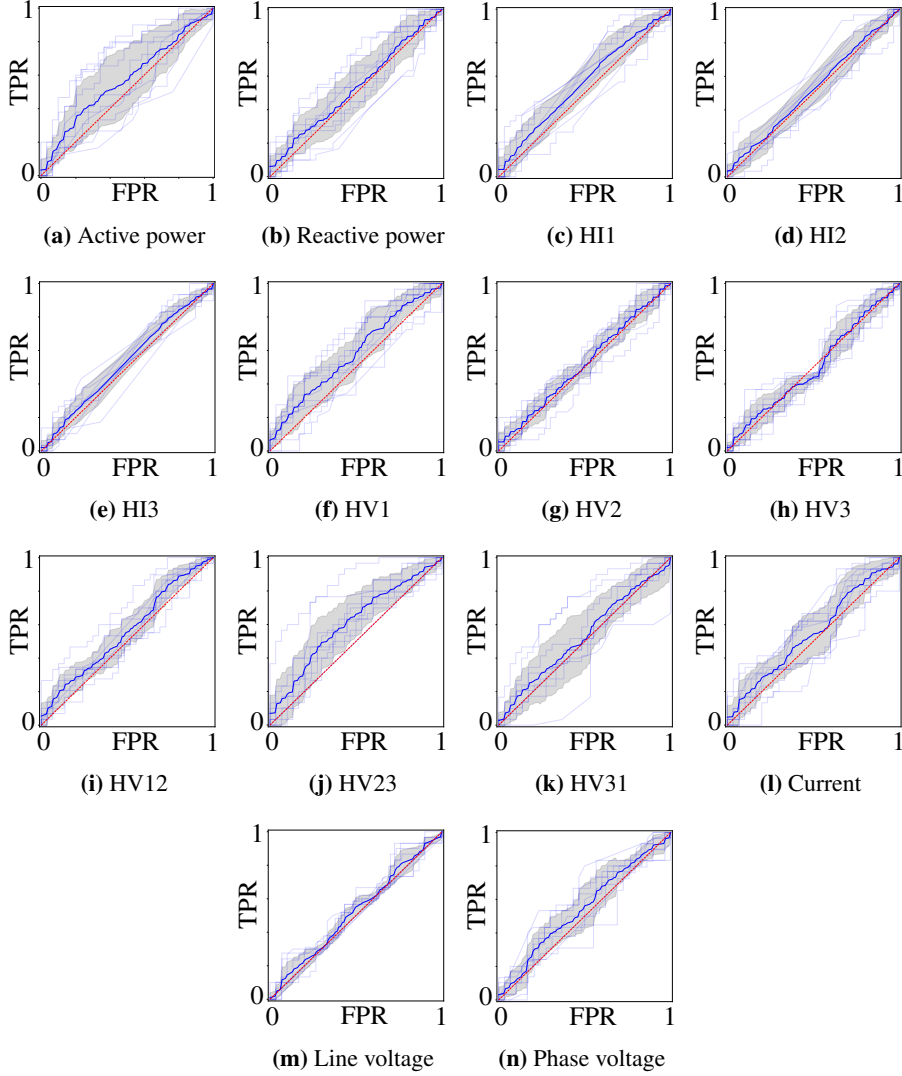 1 1 1 1
TPR TPR TPR TPR
0 0 0 0
0 FPR 1 0 FPR 1 0 FPR 1 0 FPR 1
(a) Active power (b) Reactive power (c) HI1 (d) HI2
1 1 1 1
TPR TPR TPR TPR
0 0 0 0
0 FPR 1 0 FPR 1 0 FPR 1 0 FPR 1
(e) HI3 (f) HV1 (g) HV2 (h) HV3
1 1 1 1
TPR TPR TPR TPR
0 0 0 0
0 FPR 1 0 FPR 1 0 FPR 1 0 FPR 1
(i) HV12 (j) HV23 (k) HV31 (l) Current
1 1
TPR TPR
0 0
0 FPR 1 0 FPR 1
(m) Line voltage (n) Phase voltage